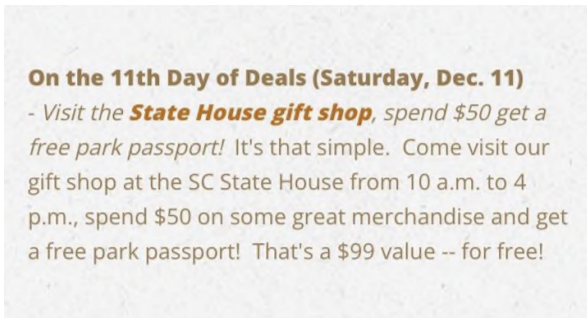 On the 11th Day of Deals (Saturday, Dec. 11)
- Visit the State House gift shop, spend $50 get a
free park passport!  It's that simple.  Come visit our
gift shop at the SC State House from 10 a.m. to 4
p.m., spend $50 on some great merchandise and get
a free park passport!  That's a $99 value -- for free!